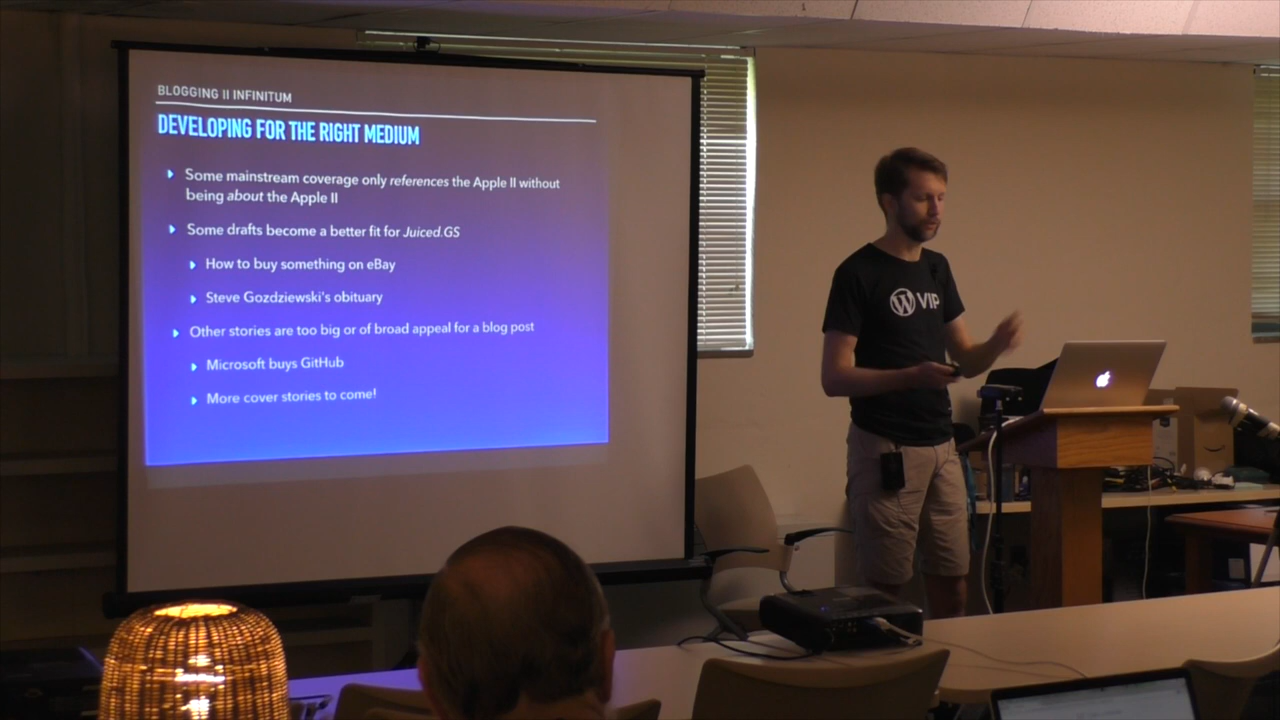 BLOGGING II INFINITUM
DEVELOPING FOR THE RIGHT MEDIUM
Some mainstream coverage only references the Apple II without
being about the Apple II
Some drafts become a better fit for Juiced.GS
How to buy something on eBay
Steve Gozdziewski's obituary
Other stories are too big or of broad appeal for a blog post
Microsoft buys GitHub
More cover stories to come!
W VIP